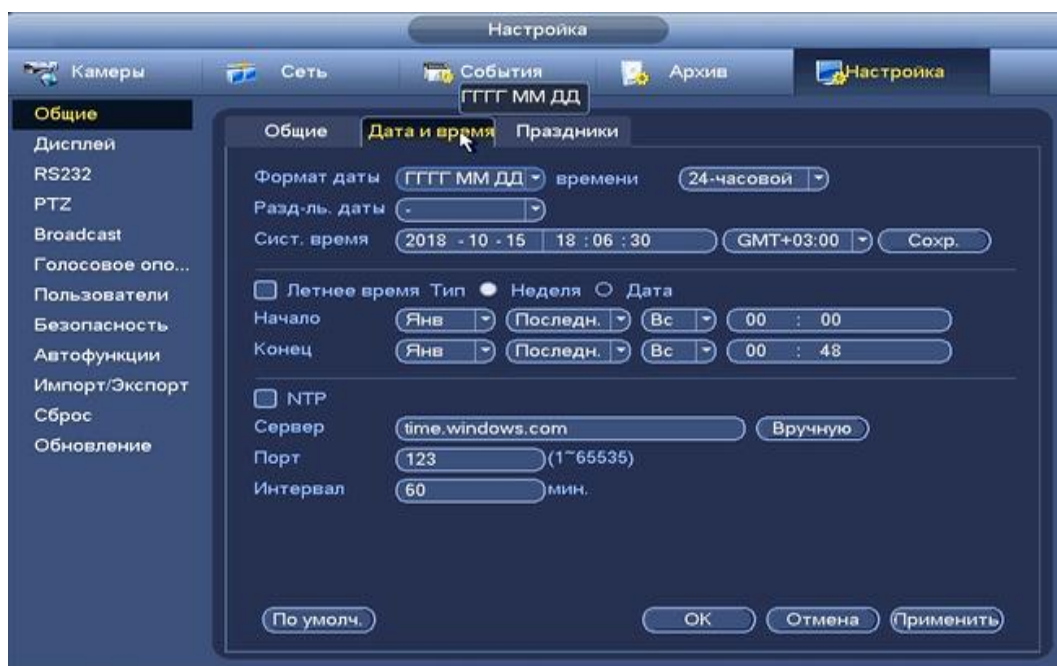 Настройка
Камеры Сеть События Архив Настройка
ГГГГ ММ ДД
Общие
Дисплей
RS232
PTZ
Broadcast
Голосовое опо...
Пользователи
Безопасность
Автофункции
Импорт/Экспорт
Сброс
Обновление
Общие Дата и время Праздники
Формат даты ГГГГ ММ ДД времени 24-часовой
Разд-ль. даты -
Сист. время 2018 - 10 - 15 18 : 06 : 30 GMT+03:00 Сохр.
Летнее время Тип Неделя Дата
Начало Янв Последн. Вс 00 : 00
Конец Янв Последн. Вс 00 : 48
NTP
Сервер time.windows.com Вручную
Порт 123 (1~65535)
Интервал 60 мин.
По умолч. OK Отмена Применить